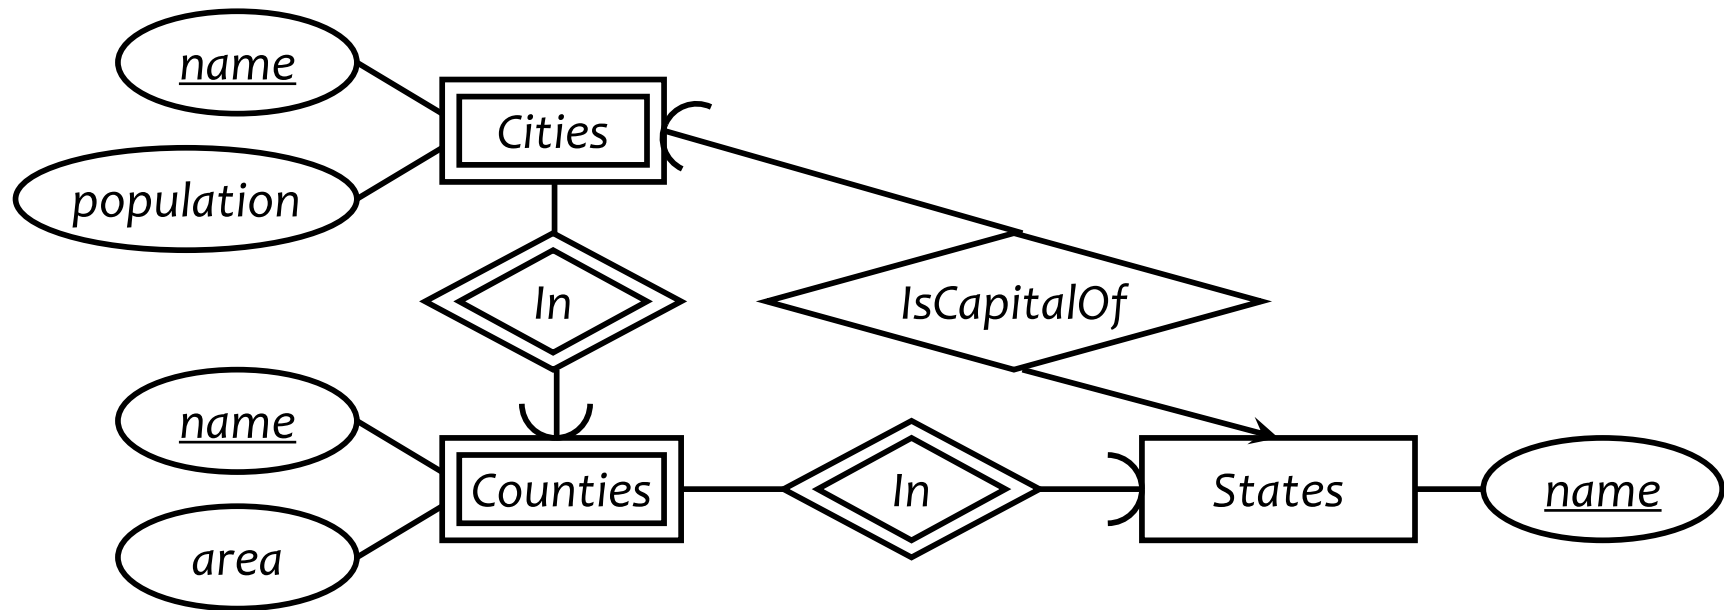 name
Cities
population
In
IsCapitalOf
name
Counties
In
States
name
area